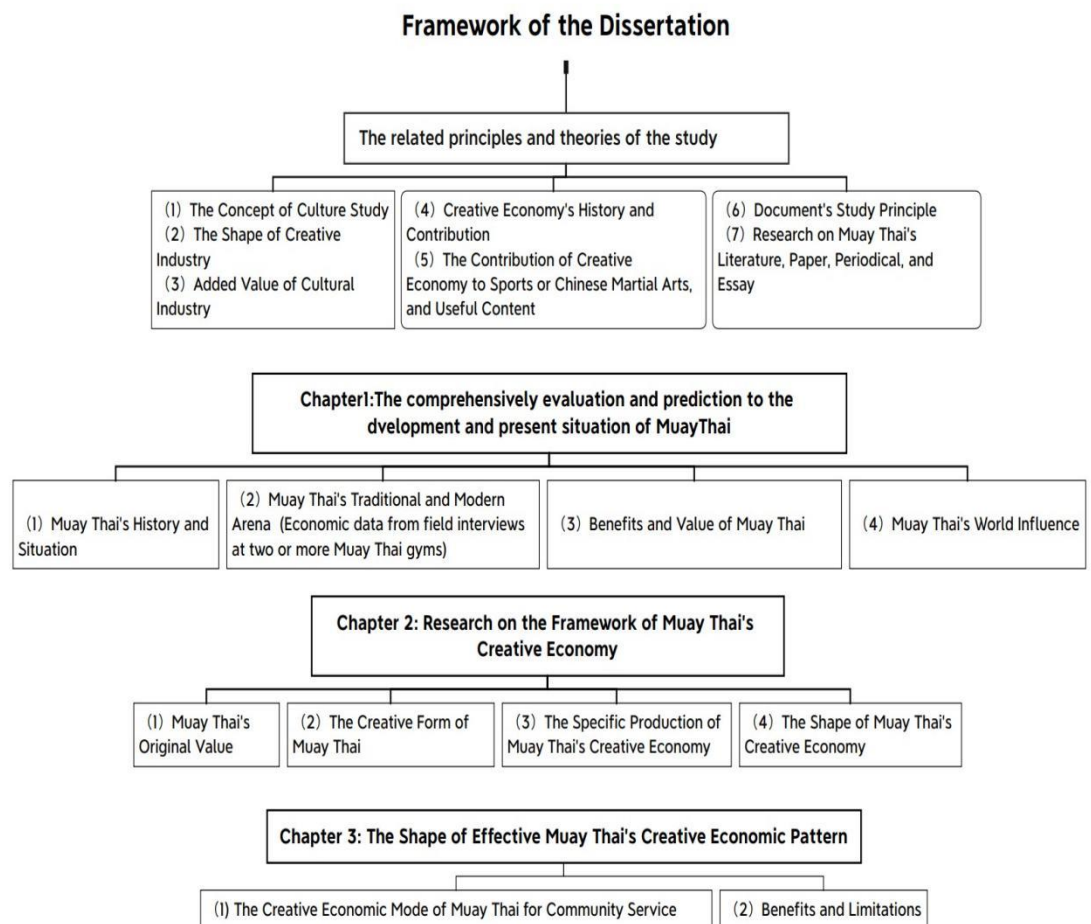 Framework of the Dissertation
The related principles and theories of the study
(1) The Concept of Culture Study
(2) The Shape of Creative
Industry
(3) Added Value of Cultural
Industry
(4) Creative Economy's History and
Contribution
(5) The Contribution of Creative
Economy to Sports or Chinese Martial Arts,
and Useful Content
(6) Document's Study Principle
(7) Research on Muay Thai's
Literature, Paper, Periodical, and
Essay
Chapter1:The comprehensively evaluation and prediction to the
dvelopment and present situation of MuayThai
(1) Muay Thai's History and
Situation
(2) Muay Thai's Traditional and Modern
Arena (Economic data from field interviews
at two or more Muay Thai gyms)
(3) Benefits and Value of Muay Thai
(4) Muay Thai's World Influence
Chapter 2: Research on the Framework of Muay Thai's
Creative Economy
(1) Muay Thai's
Original Value
(2) The Creative Form of
Muay Thai
(3) The Specific Production of
Muay Thai's Creative Economy
(4) The Shape of Muay Thai's
Creative Economy
Chapter 3: The Shape of Effective Muay Thai's Creative Economic Pattern
(1) The Creative Economic Mode of Muay Thai for Community Service
(2) Benefits and Limitations